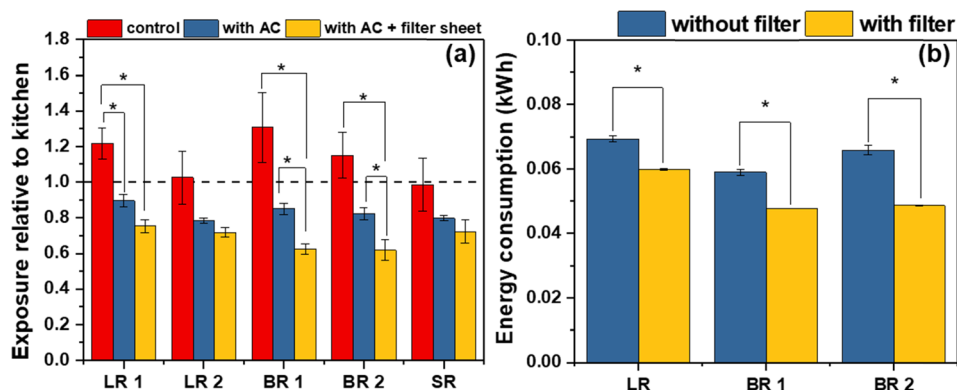 control with AC with AC + filter sheet
(a)
Exposure relative to kitchen
1.8
1.6
1.4
1.2
1.0
0.8
0.6
0.4
0.2
0.0
* * * * * *
LR 1 LR 2 BR 1 BR 2 SR
without filter with filter
(b)
Energy consumption (kWh)
0.10
0.08
0.06
0.04
0.02
0.00
* * *
LR BR 1 BR 2